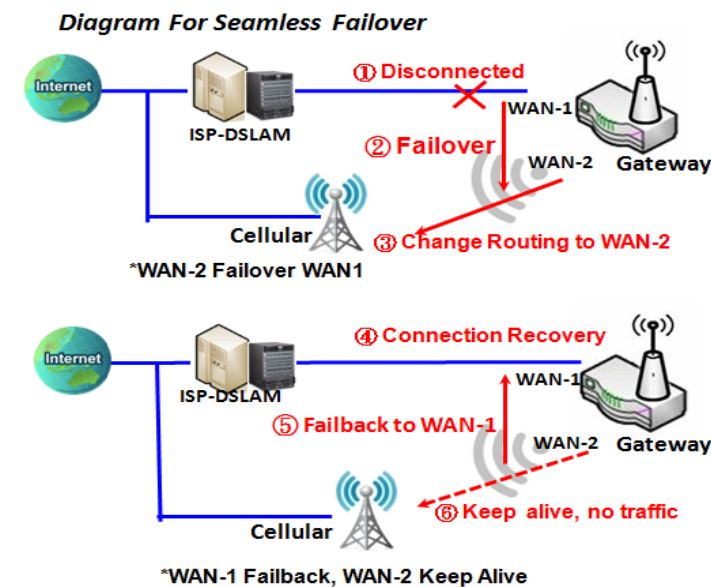 Diagram For Seamless Failover
Internet
ISP-DSLAM
① Disconnected
WAN-1
② Failover
WAN-2
Gateway
Cellular
③ Change Routing to WAN-2
*WAN-2 Failover WAN1
Internet
ISP-DSLAM
④ Connection Recovery
WAN-1
⑤ Failback to WAN-1
WAN-2
Gateway
Cellular
⑥ Keep alive, no traffic
*WAN-1 Failback, WAN-2 Keep Alive